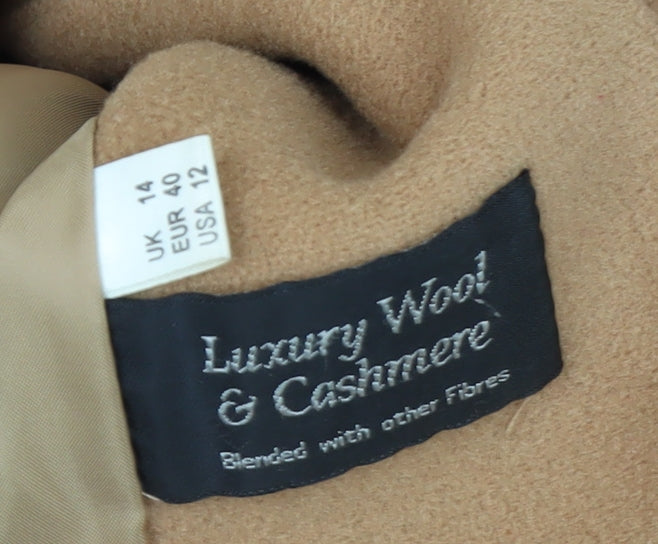 UK 14
EUR 40
USA 12
Luxury Wool
& Cashmere
Blended with other Fibres